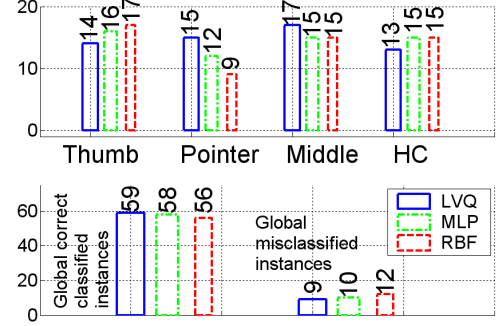 20
14
16
17
15
12
9
17
15
15
13
15
15
10
0
Thumb
Pointer
Middle
HC
59
58
56
60
40
20
0
Global correct
classified
instances
Global
misclassified
instances
9
10
12
LVQ
MLP
RBF